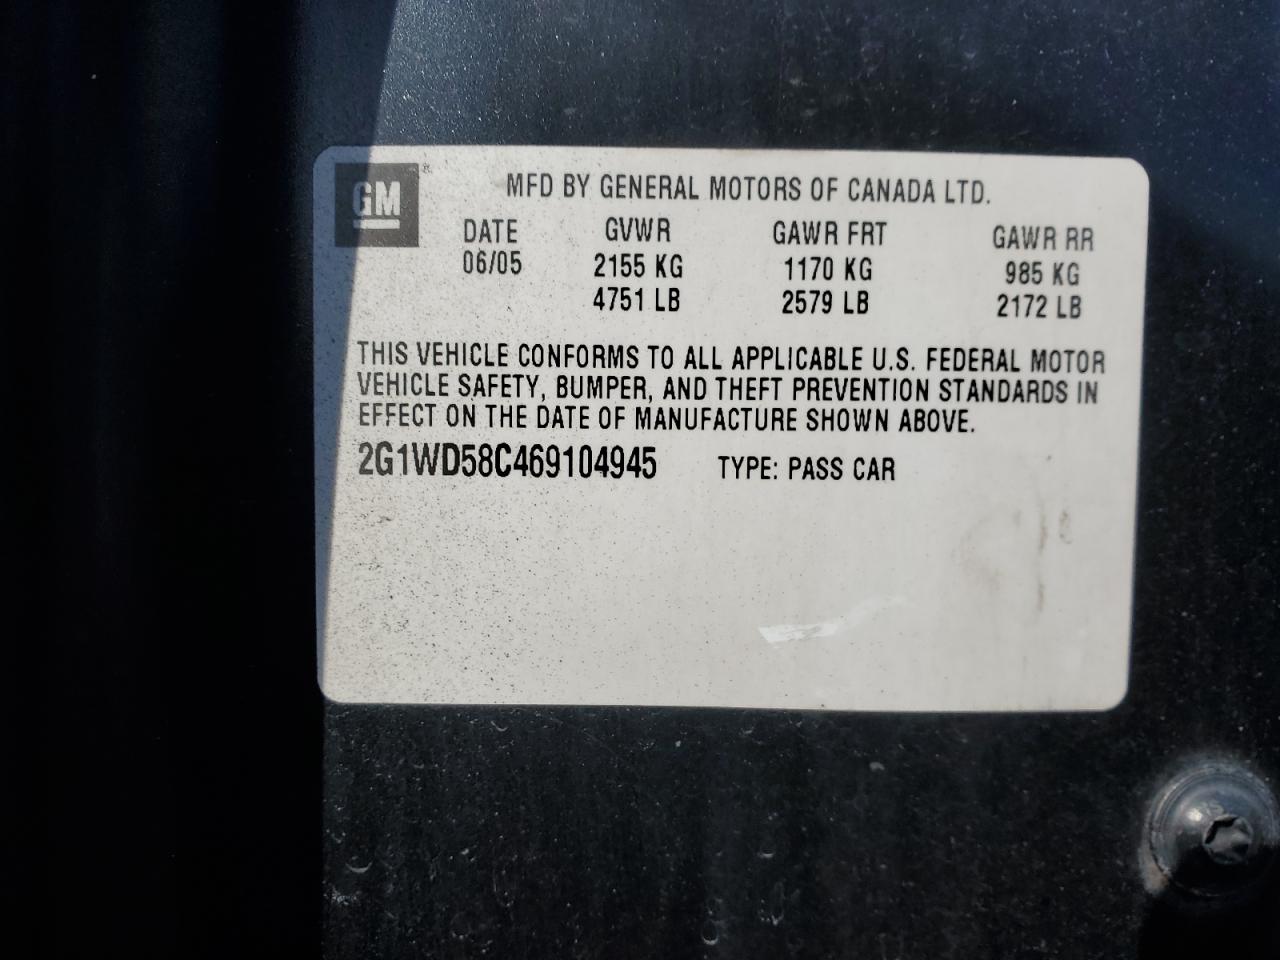 GM®
MFD BY GENERAL MOTORS OF CANADA LTD.
DATE GVWR GAWR FRT GAWR RR
06/05 2155 KG 1170 KG 985 KG
4751 LB 2579 LB 2172 LB
THIS VEHICLE CONFORMS TO ALL APPLICABLE U.S. FEDERAL MOTOR
VEHICLE SAFETY, BUMPER, AND THEFT PREVENTION STANDARDS IN
EFFECT ON THE DATE OF MANUFACTURE SHOWN ABOVE.
2G1WD58C469104945 TYPE: PASS CAR